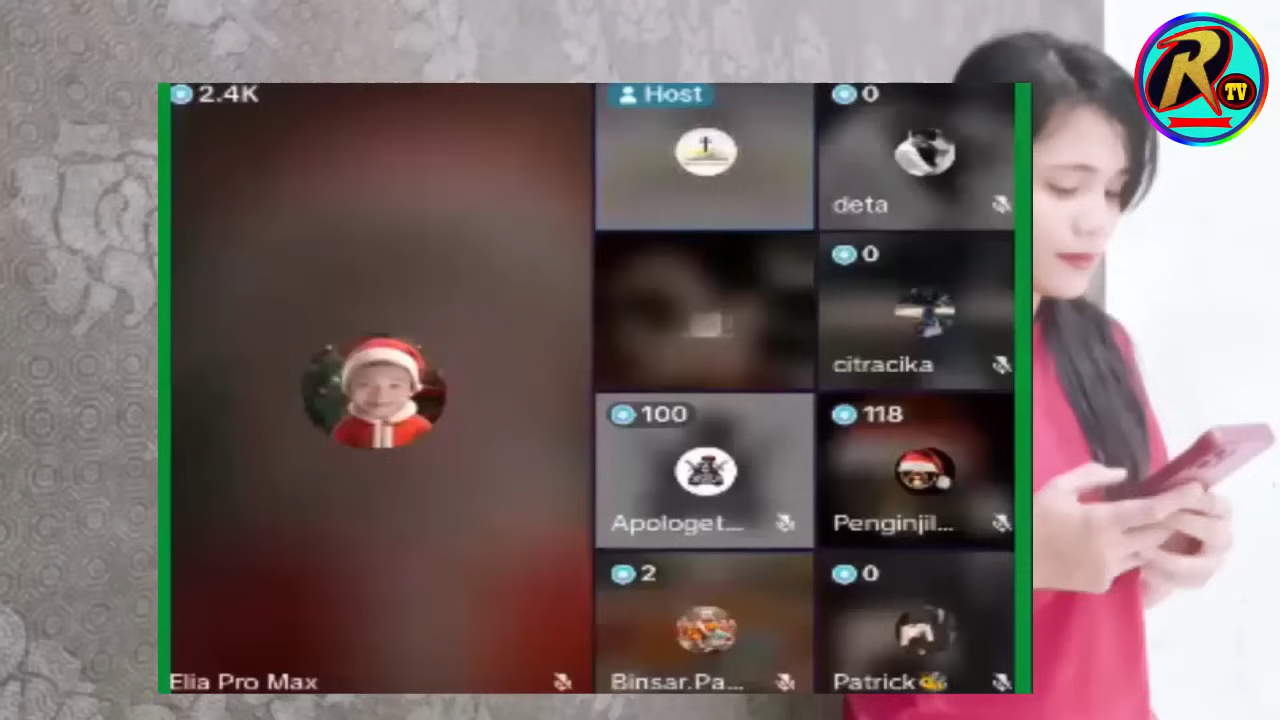 2.4K
Host
0
deta
0
citracika
100
Apologet...
118
Penginjil...
2
Binsar.Pa...
0
Patrick
Elia Pro Max
R
TV